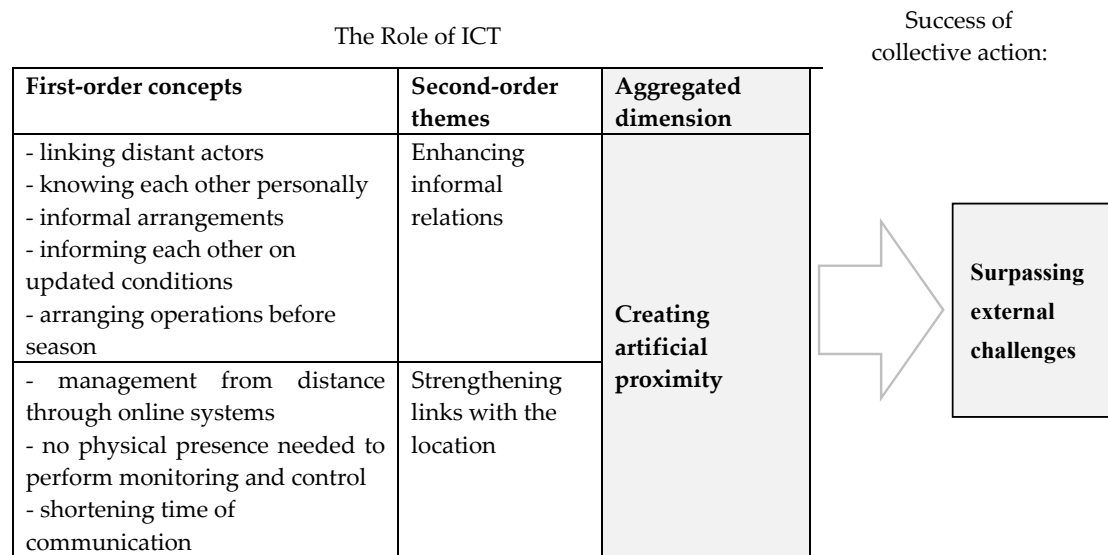 The Role of ICT
Success of
collective action:
First-order concepts
Second-order
themes
Aggregated
dimension
- linking distant actors
- knowing each other personally
- informal arrangements
- informing each other on
updated conditions
- arranging operations before
season
Enhancing
informal
relations
- management from distance
through online systems
- no physical presence needed to
perform monitoring and control
- shortening time of
communication
Strengthening
links with the
location
Creating
artificial
proximity
Surpassing
external
challenges